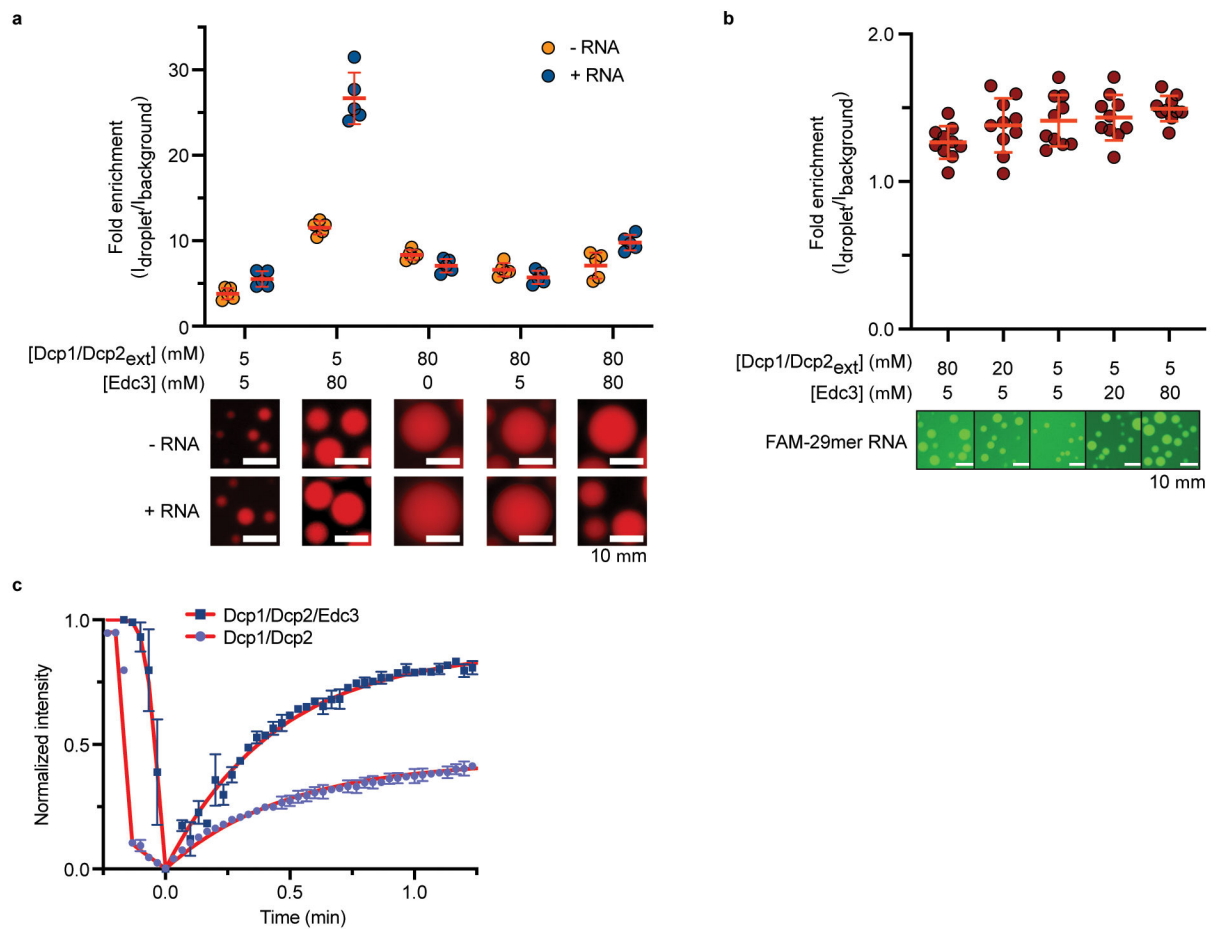 a
Fold enrichment
(Idroplet/Ibackground)
30
20
10
0
- RNA
+ RNA
[Dcp1/Dcp2ext] (mM) 5 5 80 80 80
[Edc3] (mM) 5 80 0 5 80
- RNA
+ RNA
10 mm
b
Fold enrichment
(Idroplet/Ibackground)
2.0
1.0
0.0
[Dcp1/Dcp2ext] (mM) 80 20 5 5 5
[Edc3] (mM) 5 5 5 20 80
FAM-29mer RNA
10 mm
c
Dcp1/Dcp2/Edc3
Dcp1/Dcp2
Normalized intensity
1.0
0.5
0.0
0.0 0.5 1.0
Time (min)